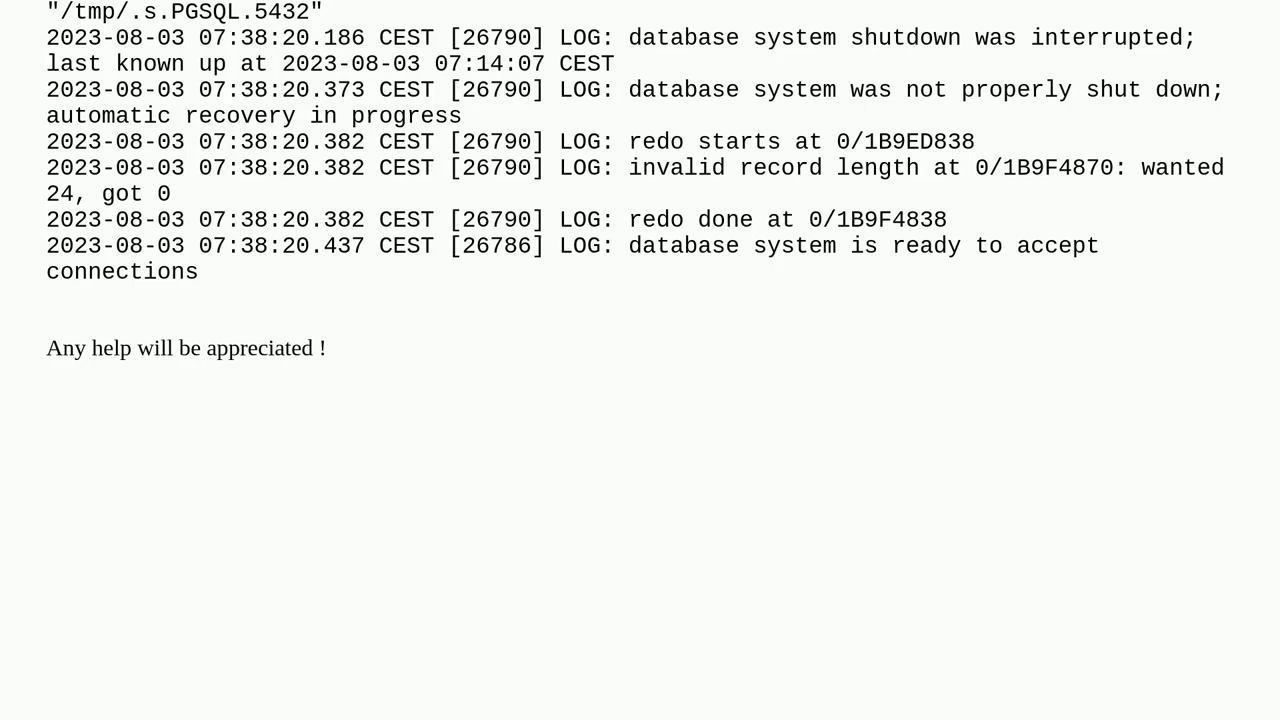 "/tmp/.s.PGSQL.5432"
2023-08-03 07:38:20.186 CEST [26790] LOG: database system shutdown was interrupted;
last known up at 2023-08-03 07:14:07 CEST
2023-08-03 07:38:20.373 CEST [26790] LOG: database system was not properly shut down;
automatic recovery in progress
2023-08-03 07:38:20.382 CEST [26790] LOG: redo starts at 0/1B9ED838
2023-08-03 07:38:20.382 CEST [26790] LOG: invalid record length at 0/1B9F4870: wanted
24, got 0
2023-08-03 07:38:20.382 CEST [26790] LOG: redo done at 0/1B9F4838
2023-08-03 07:38:20.437 CEST [26786] LOG: database system is ready to accept
connections
Any help will be appreciated !